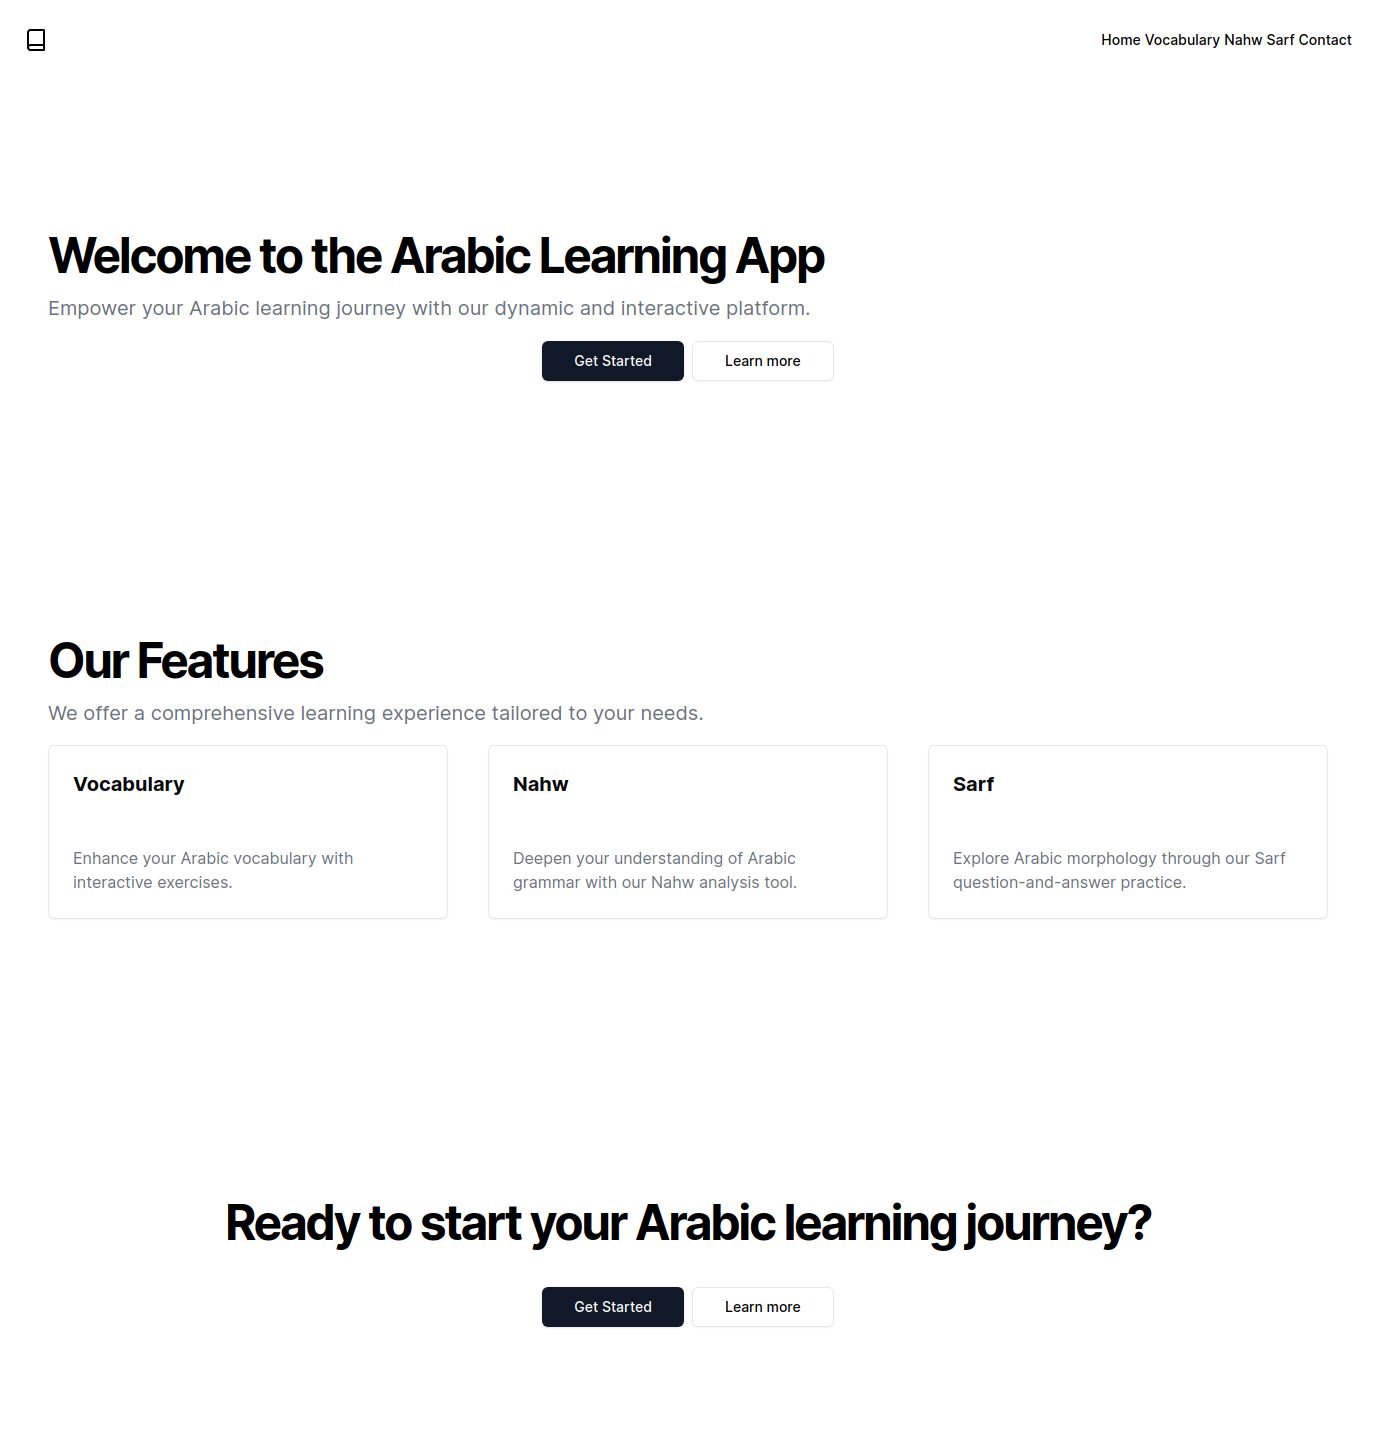 Home Vocabulary Nahw Sarf Contact
Welcome to the Arabic Learning App
Empower your Arabic learning journey with our dynamic and interactive platform.
Get Started
Learn more
Our Features
We offer a comprehensive learning experience tailored to your needs.
Vocabulary
Enhance your Arabic vocabulary with
interactive exercises.
Nahw
Deepen your understanding of Arabic
grammar with our Nahw analysis tool.
Sarf
Explore Arabic morphology through our Sarf
question-and-answer practice.
Ready to start your Arabic learning journey?
Get Started
Learn more